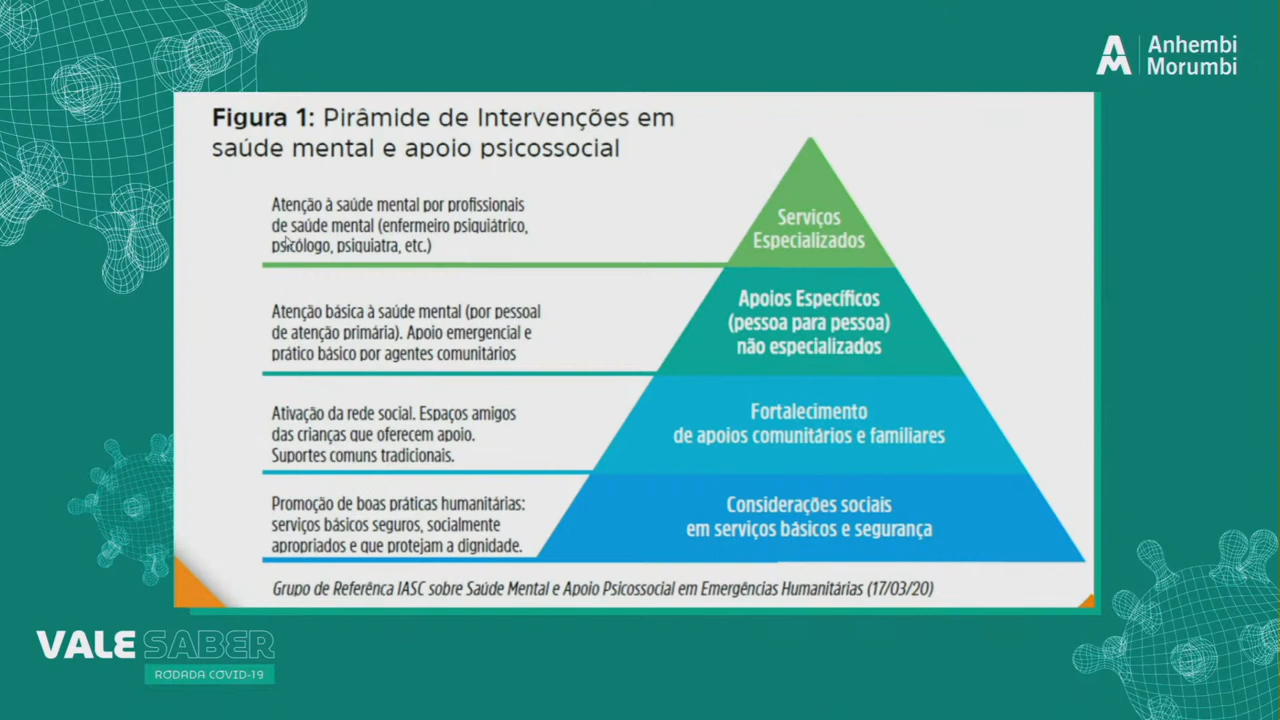 Anhembi
Morumbi
Figura 1: Pirâmide de Intervenções em
saúde mental e apoio psicossocial
Atenção à saúde mental por profissionais
de saúde mental (enfermeiro psiquiátrico,
psicólogo, psiquiatra, etc.)
Serviços
Especializados
Atenção básica à saúde mental (por pessoal
de atenção primária). Apoio emergencial e
prático básico por agentes comunitários
Apoios Específicos
(pessoa para pessoa)
não especializados
Ativação da rede social. Espaços amigos
das crianças que oferecem apoio.
Suportes comuns tradicionais.
Fortalecimento
de apoios comunitários e familiares
Promoção de boas práticas humanitárias:
serviços básicos seguros, socialmente
apropriados e que protejam a dignidade.
Considerações sociais
em serviços básicos e segurança
Grupo de Referênca IASC sobre Saúde Mental e Apoio Psicossocial em Emergências Humanitárias (17/03/20)
VALE SABER
RODADA COVID-19